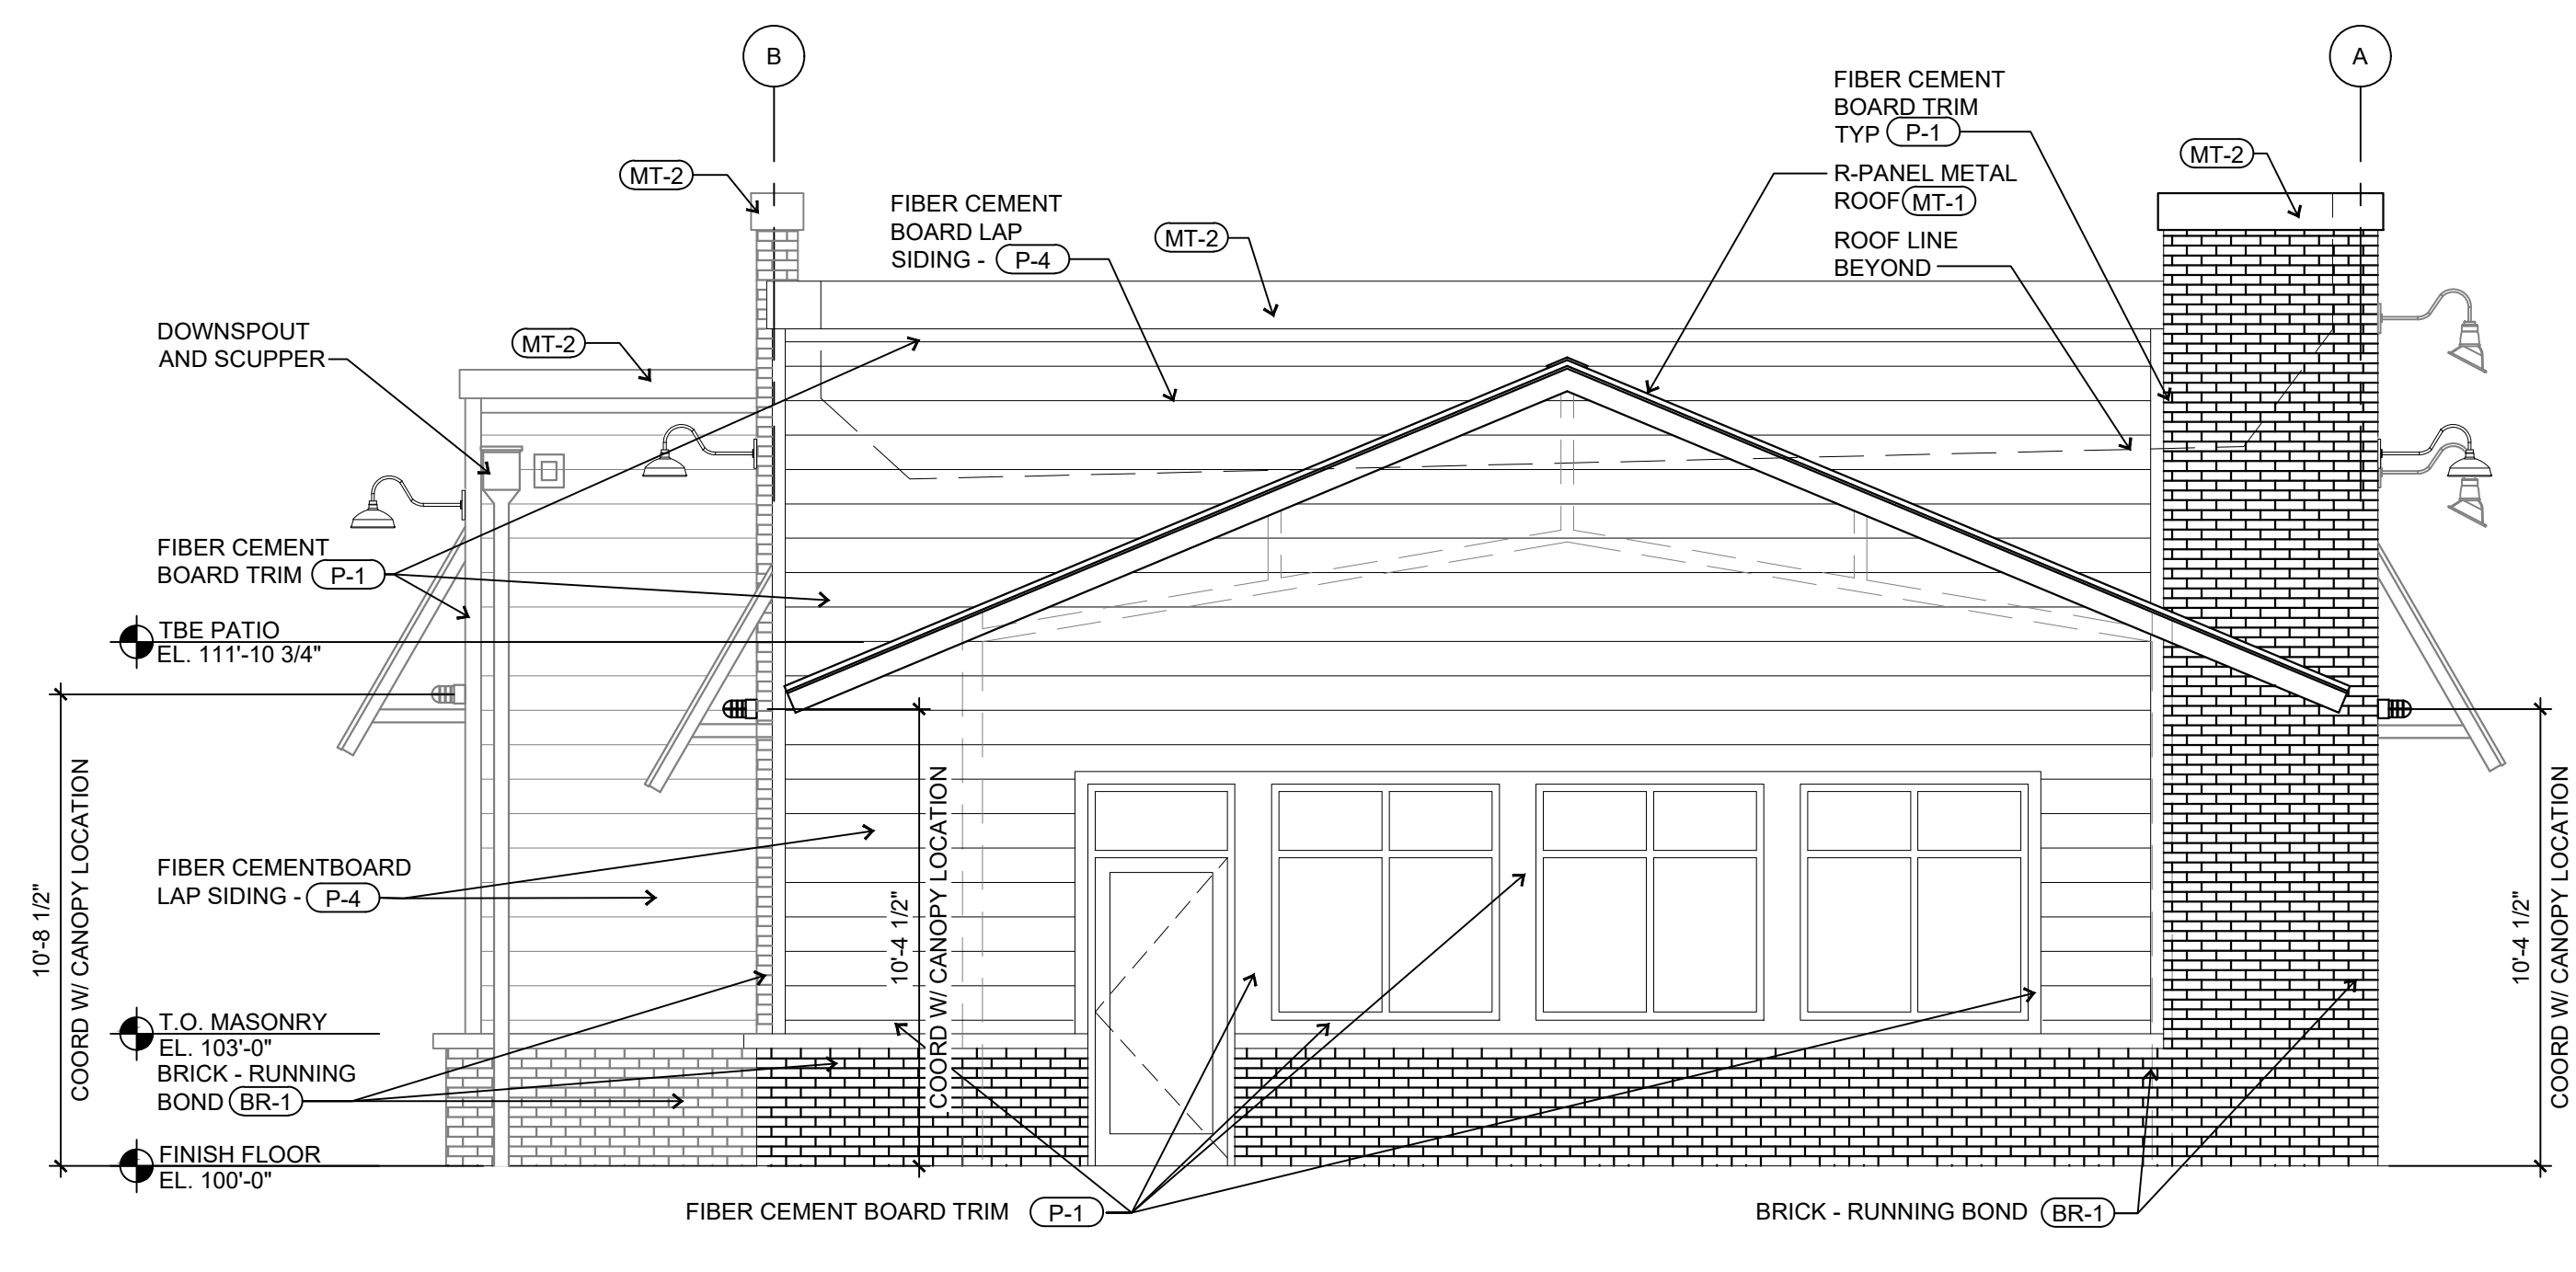 B
A
FIBER CEMENT
BOARD TRIM
TYP P-1
MT-2
MT-2
R-PANEL METAL
ROOF MT-1
FIBER CEMENT
BOARD LAP
SIDING - P-4
MT-2
ROOF LINE
BEYOND
DOWNSPOUT
AND SCUPPER
MT-2
FIBER CEMENT
BOARD TRIM P-1
TBE PATIO
EL. 111'-10 3/4"
FIBER CEMENTBOARD
LAP SIDING - P-4
10'-8 1/2"
COORD W/ CANOPY LOCATION
10'-4 1/2"
COORD W/ CANOPY LOCATION
10'-4 1/2"
COORD W/ CANOPY LOCATION
T.O. MASONRY
EL. 103'-0"
BRICK - RUNNING
BOND BR-1
FINISH FLOOR
EL. 100'-0"
FIBER CEMENT BOARD TRIM P-1
BRICK - RUNNING BOND BR-1